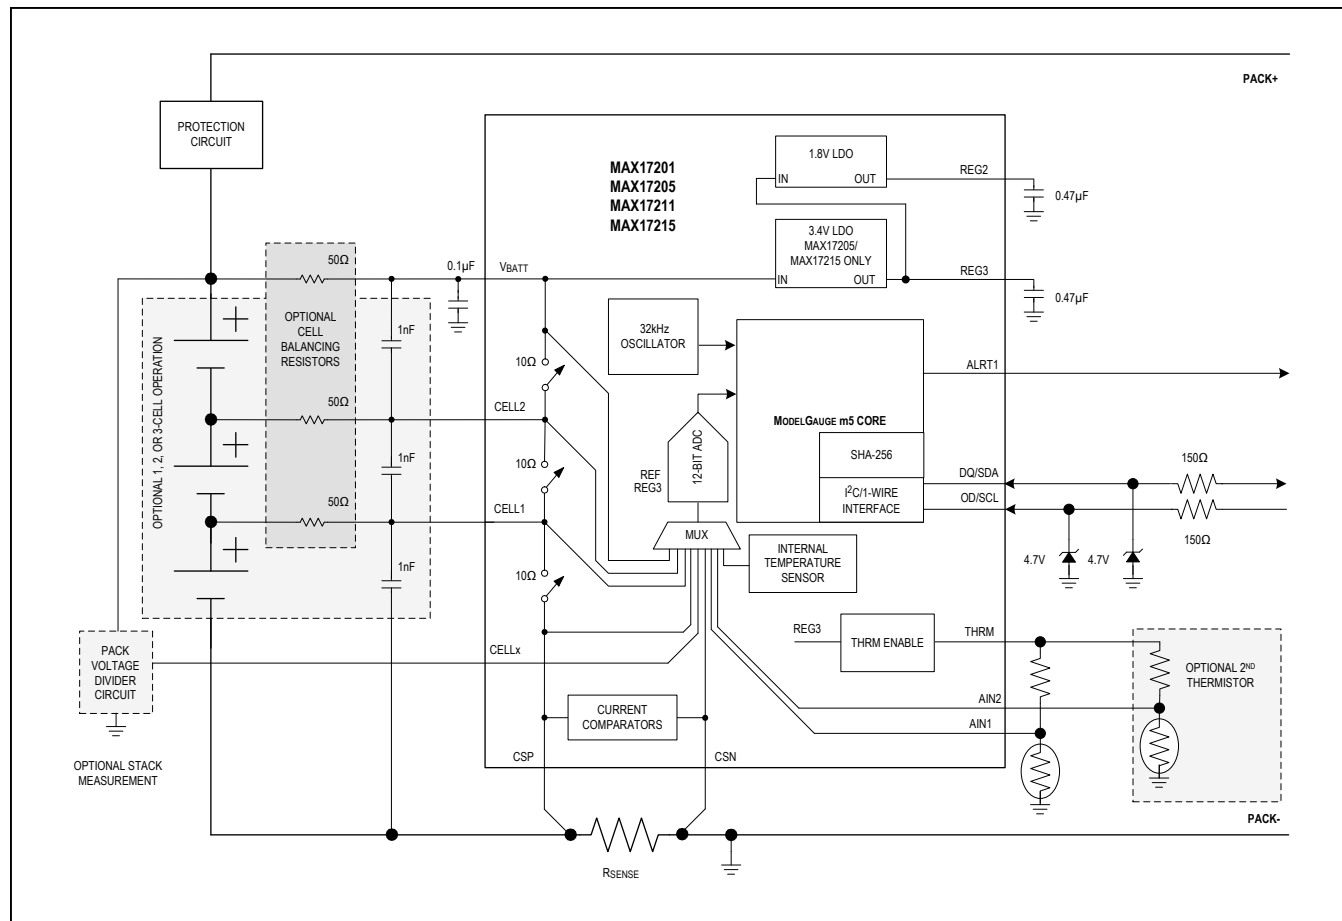 PACK+
PROTECTION
CIRCUIT
MAX17201
MAX17205
MAX17211
MAX17215
1.8V LDO
IN
OUT
REG2
0.47µF
3.4V LDO
MAX17205/
MAX17215 ONLY
IN
OUT
REG3
0.47µF
50Ω
0.1µF
VBATT
OPTIONAL 1, 2, OR 3-CELL OPERATION
OPTIONAL
CELL
BALANCING
RESISTORS
1nF
10Ω
32kHz
OSCILLATOR
ALRT1
50Ω
CELL2
MODELGAUGE m5 CORE
12-BIT ADC
REF
REG3
SHA-256
I²C/1-WIRE
INTERFACE
DQ/SDA
OD/SCL
150Ω
150Ω
1nF
10Ω
50Ω
CELL1
MUX
INTERNAL
TEMPERATURE
SENSOR
4.7V
4.7V
1nF
10Ω
REG3
THRM ENABLE
THRM
CELLx
PACK
VOLTAGE
DIVIDER
CIRCUIT
OPTIONAL 2ND
THERMISTOR
AIN2
AIN1
CURRENT
COMPARATORS
CSP
CSN
OPTIONAL STACK
MEASUREMENT
PACK-
RSENSE